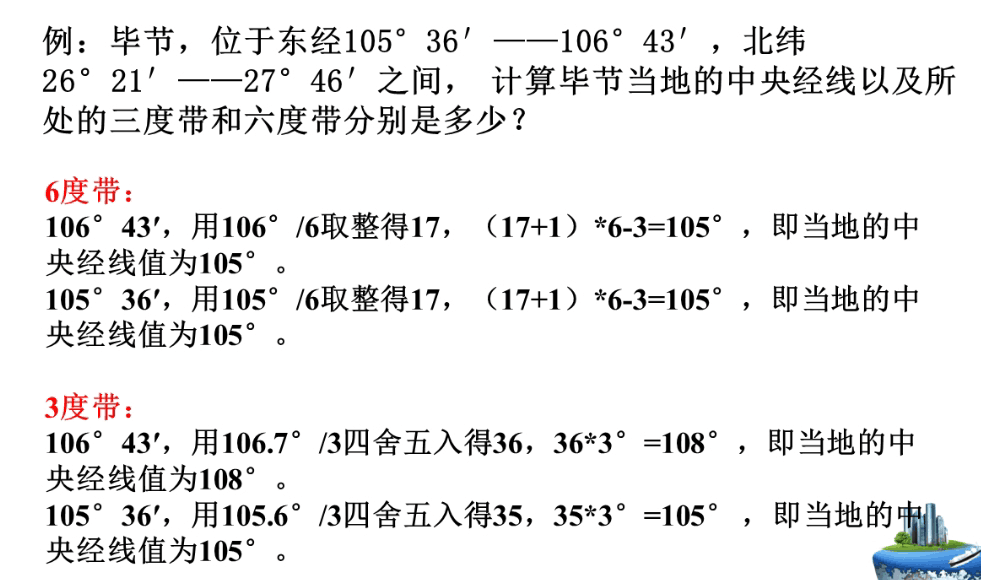 例：毕节，位于东经105°36′——106°43′，北纬
26°21′——27°46′之间， 计算毕节当地的中央经线以及所
处的三度带和六度带分别是多少？
6度带：
106°43′，用106°/6取整得17，（17+1）*6-3=105°，即当地的中
央经线值为105°。
105°36′，用105°/6取整得17，（17+1）*6-3=105°，即当地的中
央经线值为105°。
3度带：
106°43′，用106.7°/3四舍五入得36，36*3°=108°，即当地的中
央经线值为108°。
105°36′，用105.6°/3四舍五入得35，35*3°=105° ，即当地的中
央经线值为105°。